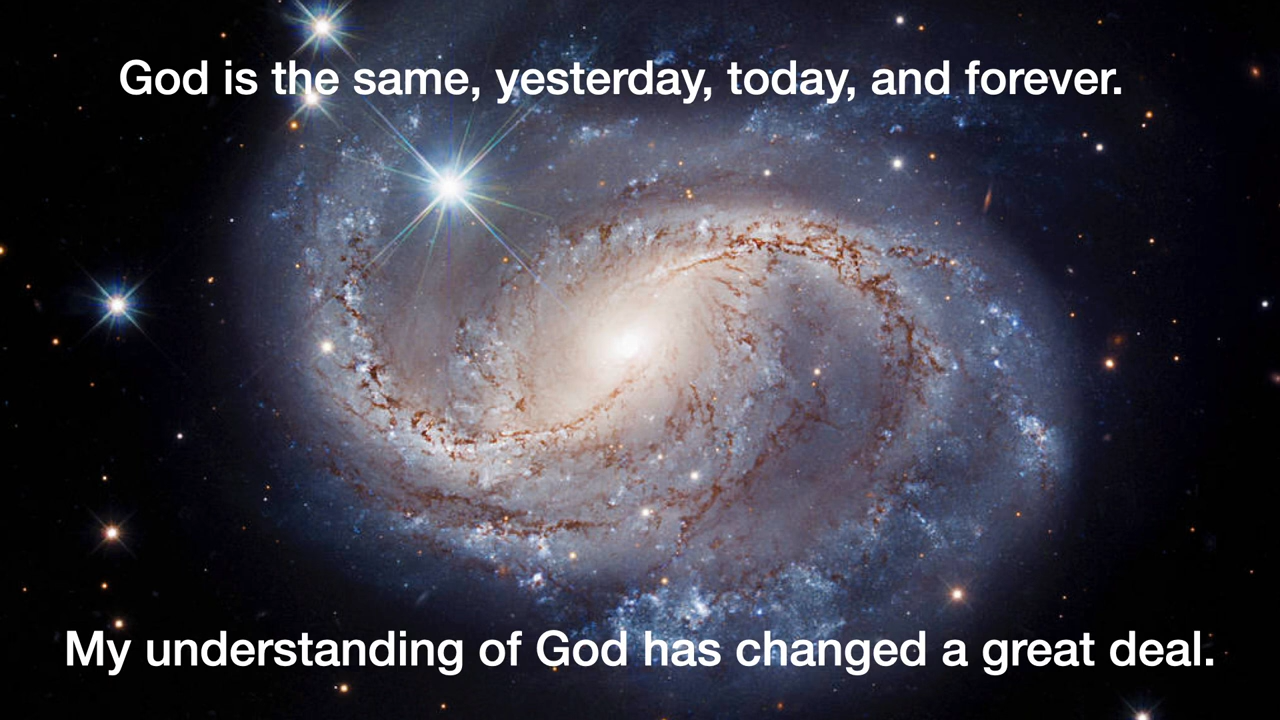 God is the same, yesterday, today, and forever.
My understanding of God has changed a great deal.